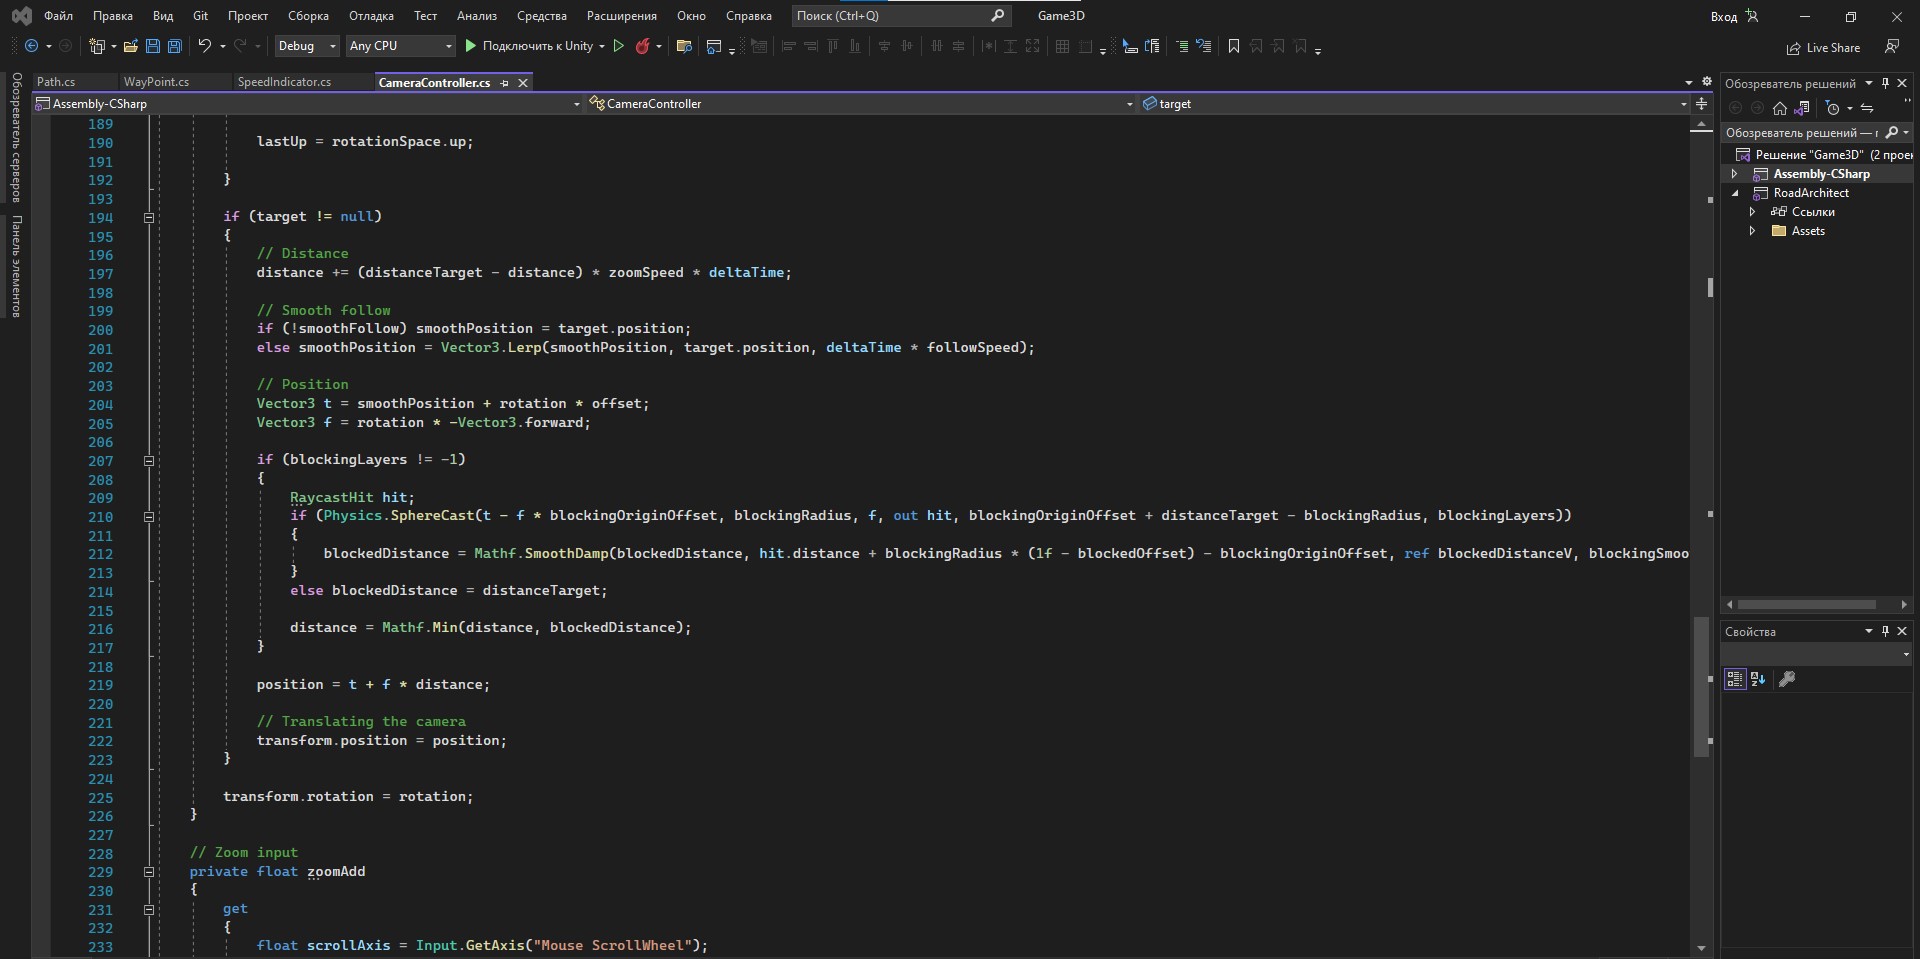 Файл Правка Вид Git Проект Сборка Отладка Тест Анализ Средства Расширения Окно Справка Поиск (Ctrl+Q) Game3D Вход
Debug Any CPU Подключить к Unity Live Share
Path.cs WayPoint.cs SpeedIndicator.cs CameraController.cs
Assembly-CSharp CameraController target
Обозреватель серверов
Панель элементов
189
190 lastUp = rotationSpace.up;
191
192 }
193
194 if (target != null)
195 {
196 // Distance
197 distance += (distanceTarget - distance) * zoomSpeed * deltaTime;
198
199 // Smooth follow
200 if (!smoothFollow) smoothPosition = target.position;
201 else smoothPosition = Vector3.Lerp(smoothPosition, target.position, deltaTime * followSpeed);
202
203 // Position
204 Vector3 t = smoothPosition + rotation * offset;
205 Vector3 f = rotation * -Vector3.forward;
206
207 if (blockingLayers != -1)
208 {
209 RaycastHit hit;
210 if (Physics.SphereCast(t - f * blockingOriginOffset, blockingRadius, f, out hit, blockingOriginOffset + distanceTarget - blockingRadius, blockingLayers))
211 {
212 blockedDistance = Mathf.SmoothDamp(blockedDistance, hit.distance + blockingRadius * (1f - blockedOffset) - blockingOriginOffset, ref blockedDistanceV, blockingSmoo
213 }
214 else blockedDistance = distanceTarget;
215
216 distance = Mathf.Min(distance, blockedDistance);
217 }
218
219 position = t + f * distance;
220
221 // Translating the camera
222 transform.position = position;
223 }
224
225 transform.rotation = rotation;
226 }
227
228 // Zoom input
229 private float zoomAdd
230 {
231 get
232 {
233 float scrollAxis = Input.GetAxis("Mouse ScrollWheel");
Обозреватель решений
Обозреватель решений —
Решение "Game3D" (2 прое
Assembly-CSharp
RoadArchitect
Ссылки
Assets
Свойства